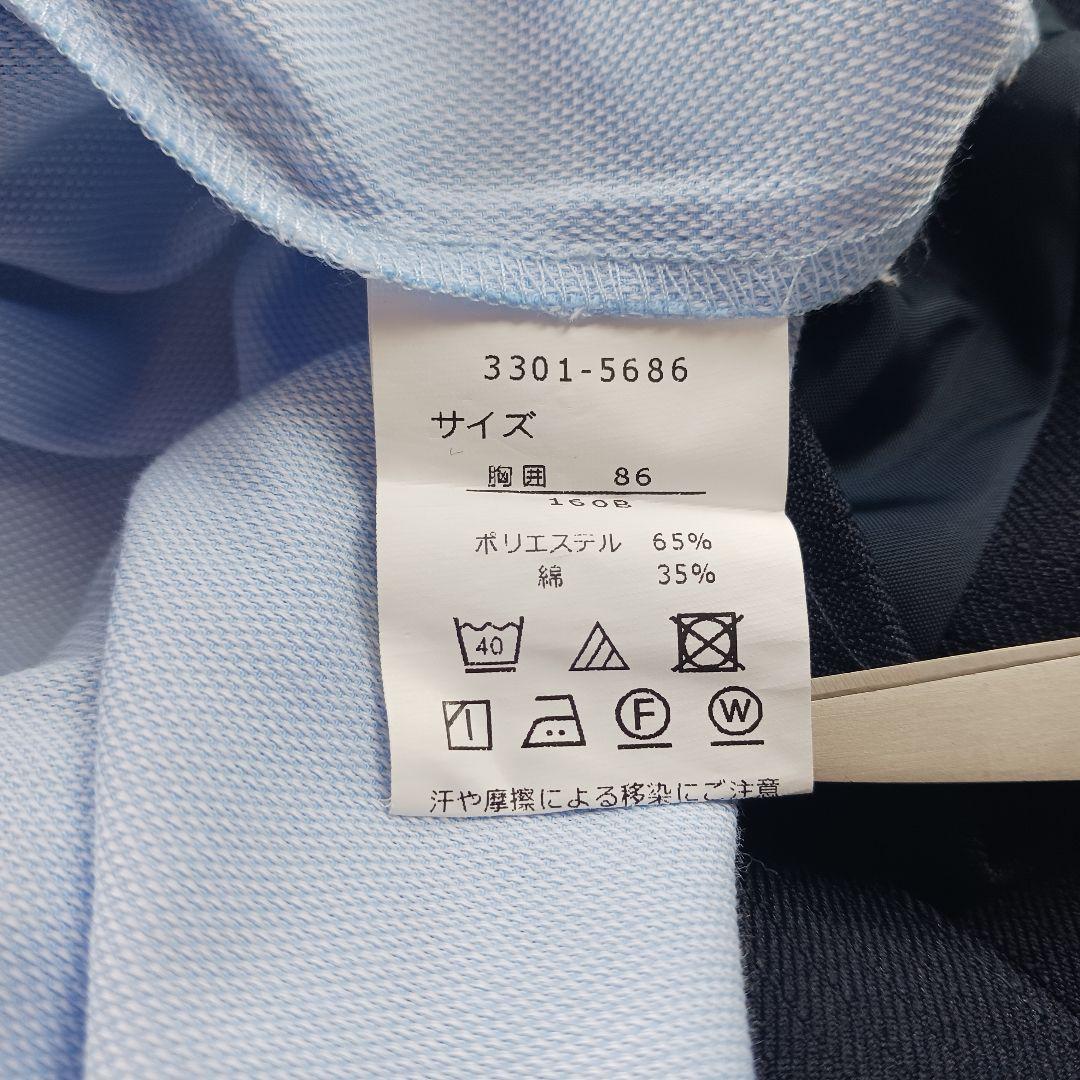 3301-5686
サイズ
胸囲 86
160B
ポリエステル 65%
綿 35%
40
F W
汗や摩擦による移染にご注意